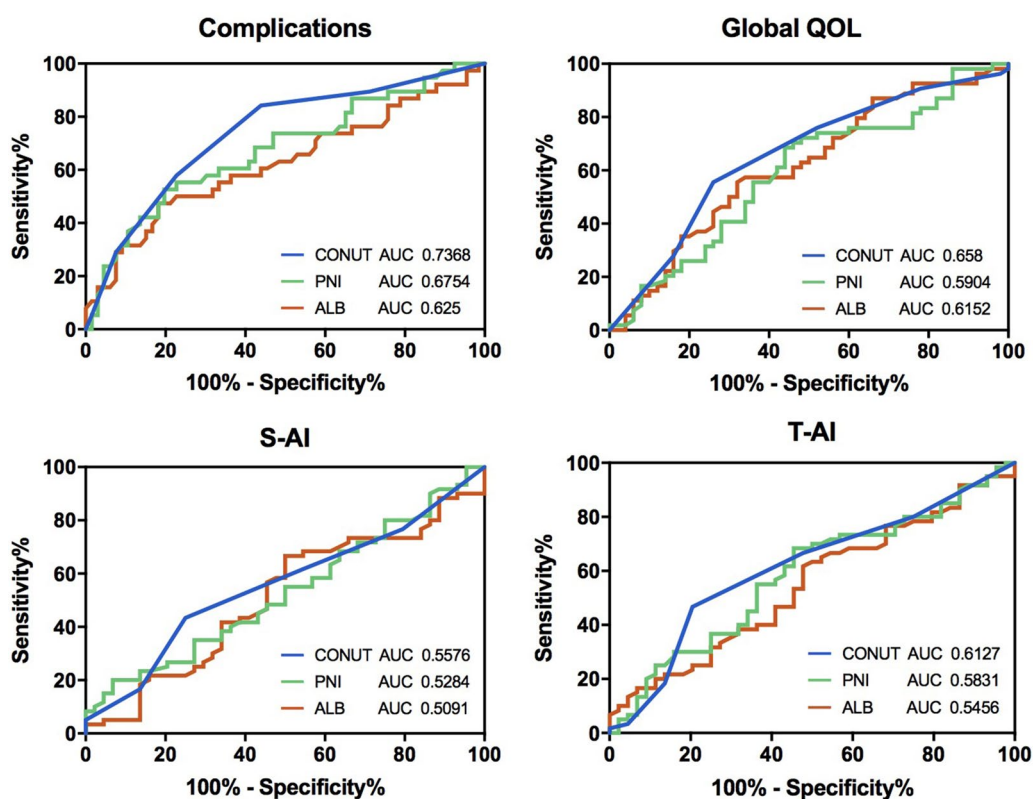 Complications
Sensitivity%
100
80
60
40
20
0
CONUT AUC 0.7368
PNI AUC 0.6754
ALB AUC 0.625
0 20 40 60 80 100
100% - Specificity%
Global QOL
Sensitivity%
100
80
60
40
20
0
CONUT AUC 0.658
PNI AUC 0.5904
ALB AUC 0.6152
0 20 40 60 80 100
100% - Specificity%
S-AI
Sensitivity%
100
80
60
40
20
0
CONUT AUC 0.5576
PNI AUC 0.5284
ALB AUC 0.5091
0 20 40 60 80 100
100% - Specificity%
T-AI
Sensitivity%
100
80
60
40
20
0
CONUT AUC 0.6127
PNI AUC 0.5831
ALB AUC 0.5456
0 20 40 60 80 100
100% - Specificity%